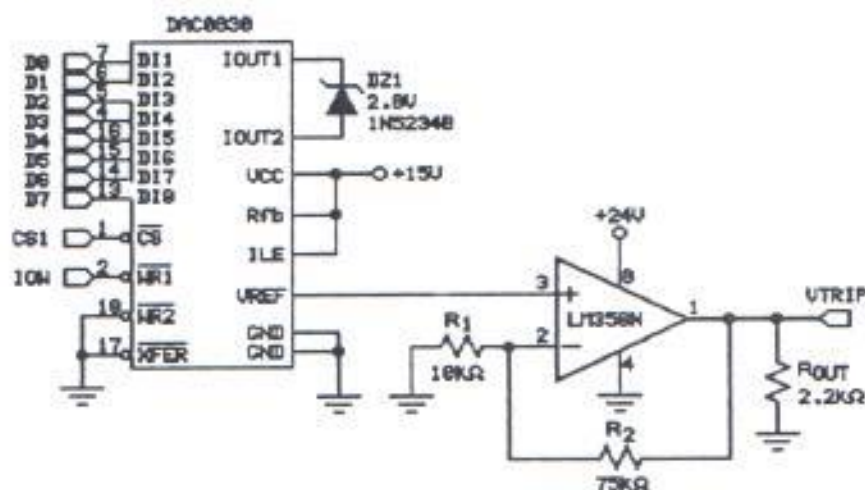 DAC0830
D0 7 DI1
D1 6 DI2
D2 5 DI3
D3 4 DI4
D4 16 DI5
D5 15 DI6
D6 14 DI7
D7 13 DI8
CS1 1 CS
IOW 2 WR1
18 WR2
17 XFER
IOUT1
IOUT2
VCC
Rfb
ILE
VREF
GND
GND
DZ1
2.8V
1N5234B
+15V
+24V
3
+
8
LM358N
1
VTRIP
2
−
4
R1
10KΩ
R2
75KΩ
ROUT
2.2KΩ